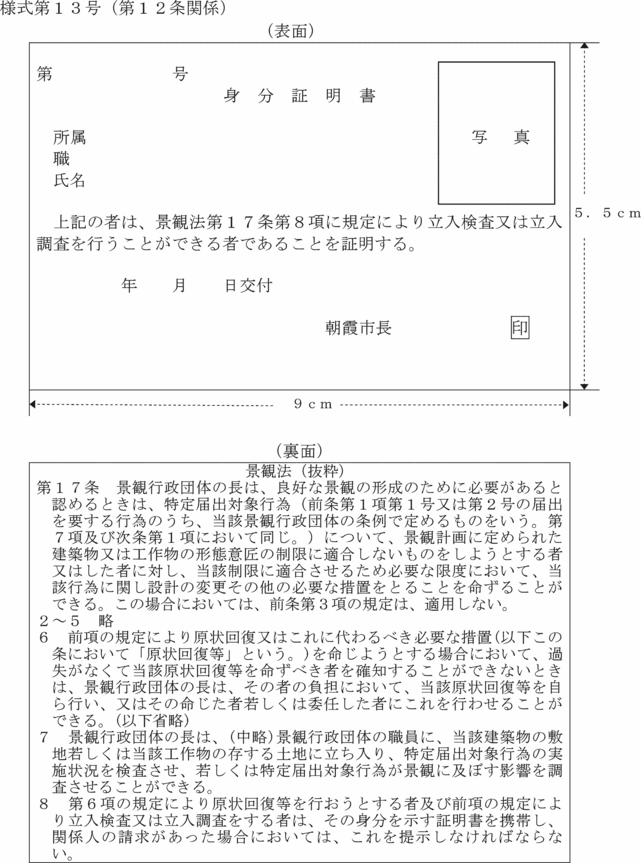 様式第１３号（第１２条関係）
（表面）
第　　　　　　　号
身　分　証　明　書
写　真
所属
職
氏名
上記の者は、景観法第１７条第８項に規定により立入検査又は立入
調査を行うことができる者であることを証明する。
年　　月　　日交付
朝霞市長　　　　　　　印
５．５ｃｍ
９ｃｍ
（裏面）
景観法（抜粋）
第１７条　景観行政団体の長は、良好な景観の形成のために必要があると
認めるときは、特定届出対象行為（前条第１項第１号又は第２号の届出
を要する行為のうち、当該景観行政団体の条例で定めるものをいう。第
７項及び次条第１項において同じ。）について、景観計画に定められた
建築物又は工作物の形態意匠の制限に適合しないものをしようとする者
又はした者に対し、当該制限に適合させるため必要な限度において、当
該行為に関し設計の変更その他の必要な措置をとることを命ずることが
できる。この場合においては、前条第３項の規定は、適用しない。
２～５　略
６　前項の規定により原状回復又はこれに代わるべき必要な措置(以下この
条において「原状回復等」という。)を命じようとする場合において、過
失がなくて当該原状回復等を命ずべき者を確知することができないとき
は、景観行政団体の長は、その者の負担において、当該原状回復等を自
ら行い、又はその命じた者若しくは委任した者にこれを行わせることが
できる。(以下省略)
７　景観行政団体の長は、(中略)景観行政団体の職員に、当該建築物の敷
地若しくは当該工作物の存する土地に立ち入り、特定届出対象行為の実
施状況を検査させ、若しくは特定届出対象行為が景観に及ぼす影響を調
査させることができる。
８　第６項の規定により原状回復等を行おうとする者及び前項の規定によ
り立入検査又は立入調査をする者は、その身分を示す証明書を携帯し、
関係人の請求があった場合においては、これを提示しなければならな
い。